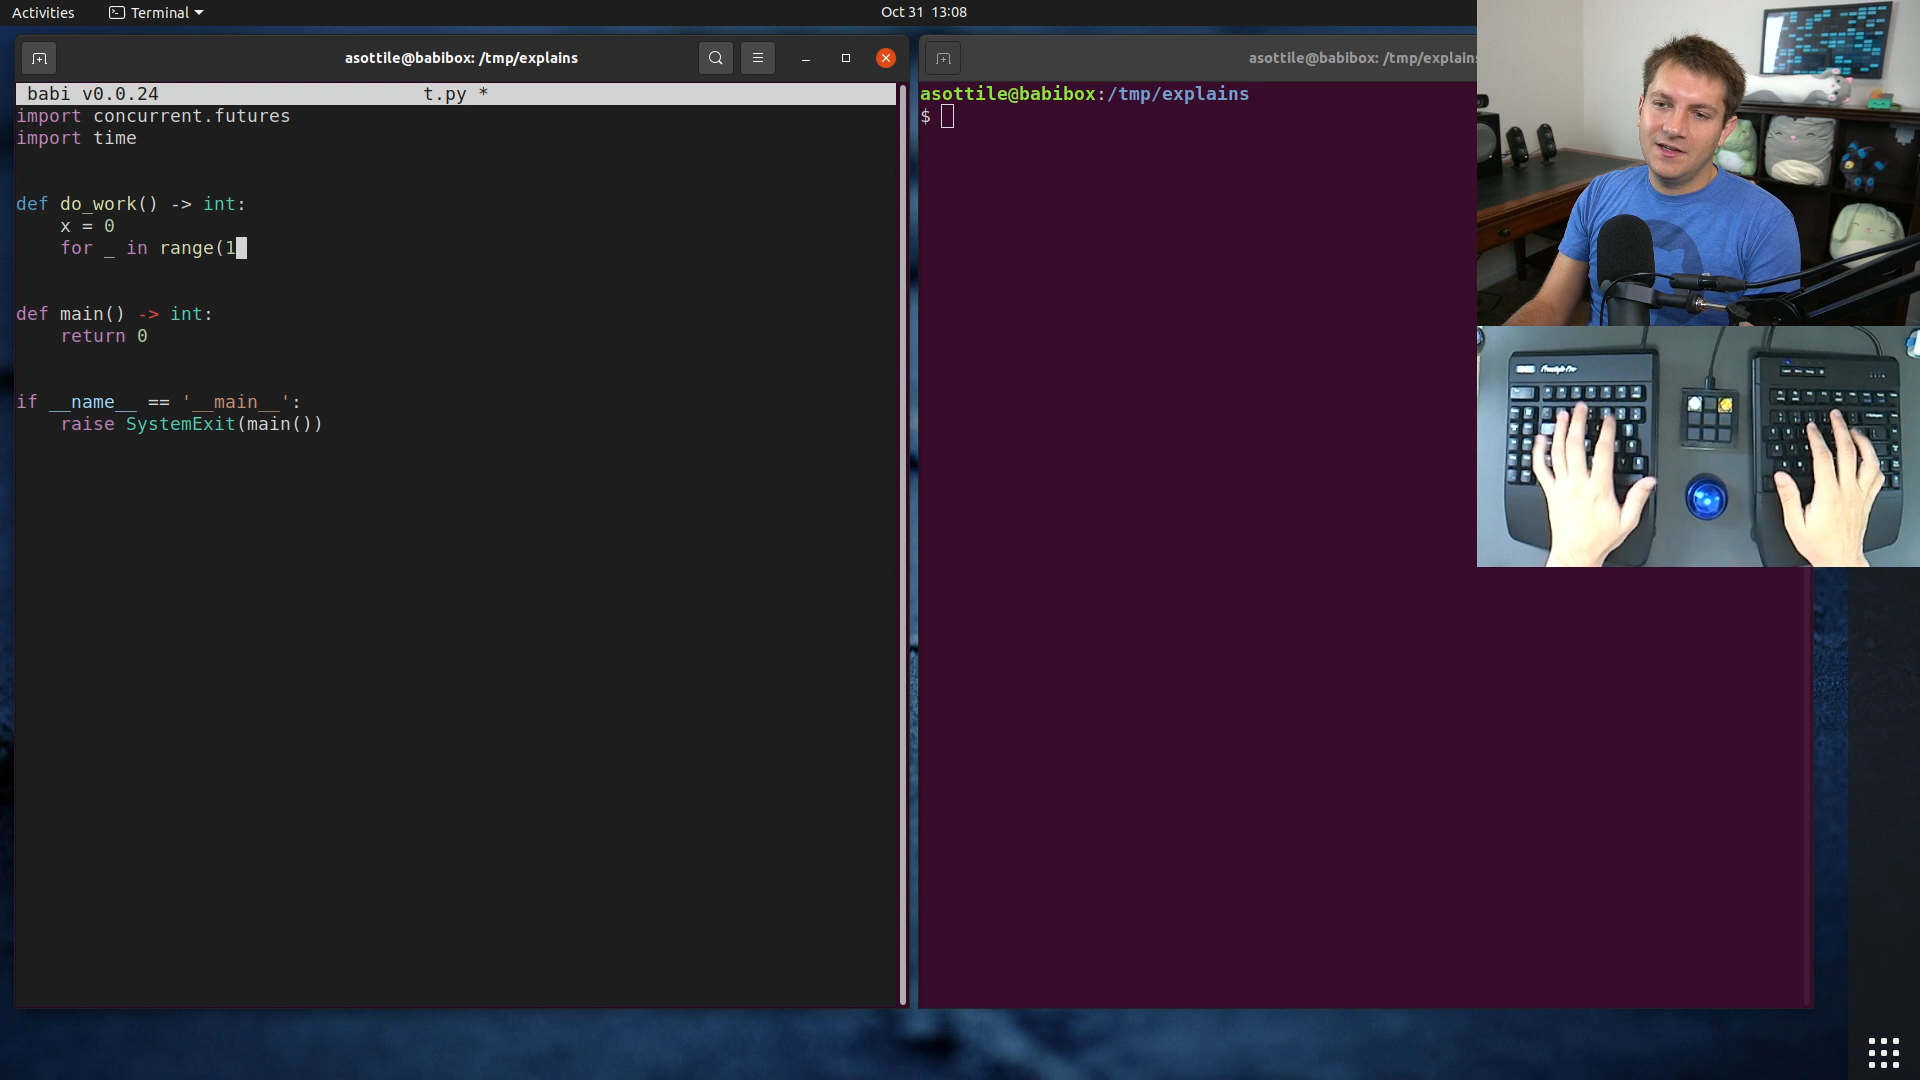 Activities
Terminal
Oct 31 13:08
asottile@babibox: /tmp/explains
babi v0.0.24 t.py *
import concurrent.futures
import time
def do_work() -> int:
    x = 0
    for _ in range(1
def main() -> int:
    return 0
if __name__ == '__main__':
    raise SystemExit(main())
asottile@babibox: /tmp/explains
asottile@babibox:/tmp/explains
$